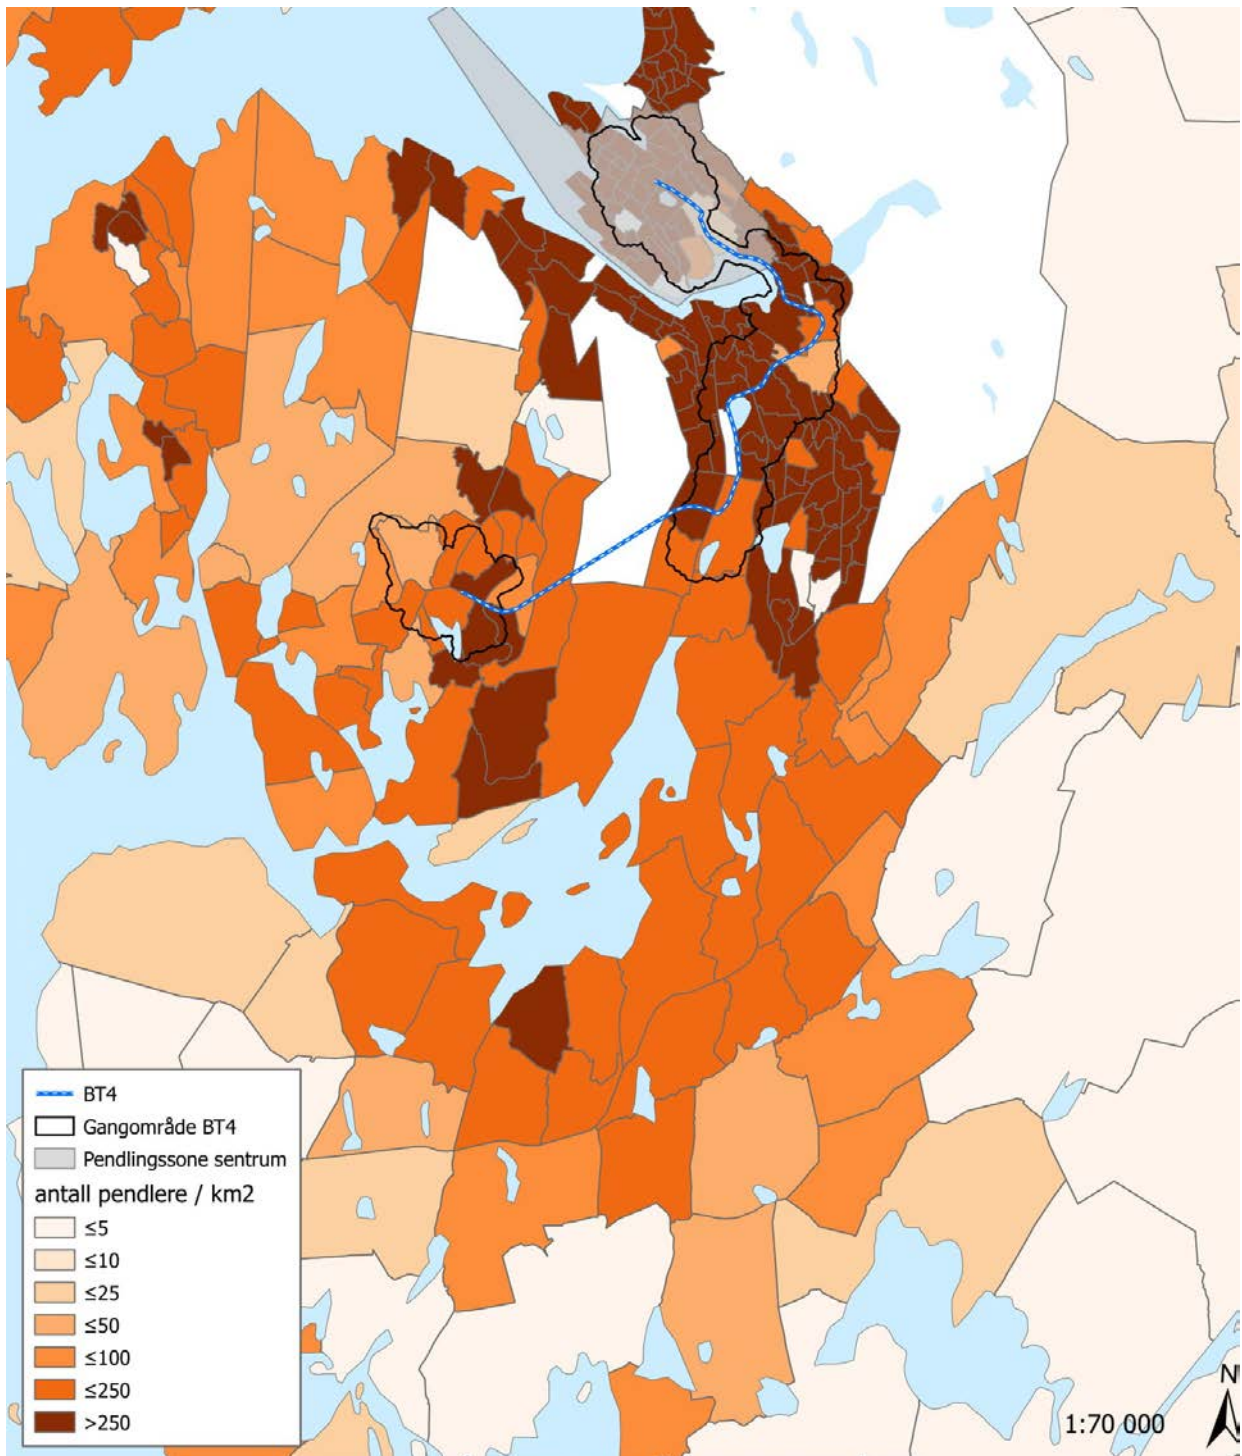 BT4
Gangområde BT4
Pendlingssone sentrum
antall pendlere / km2
≤5
≤10
≤25
≤50
≤100
≤250
>250
1:70 000
N